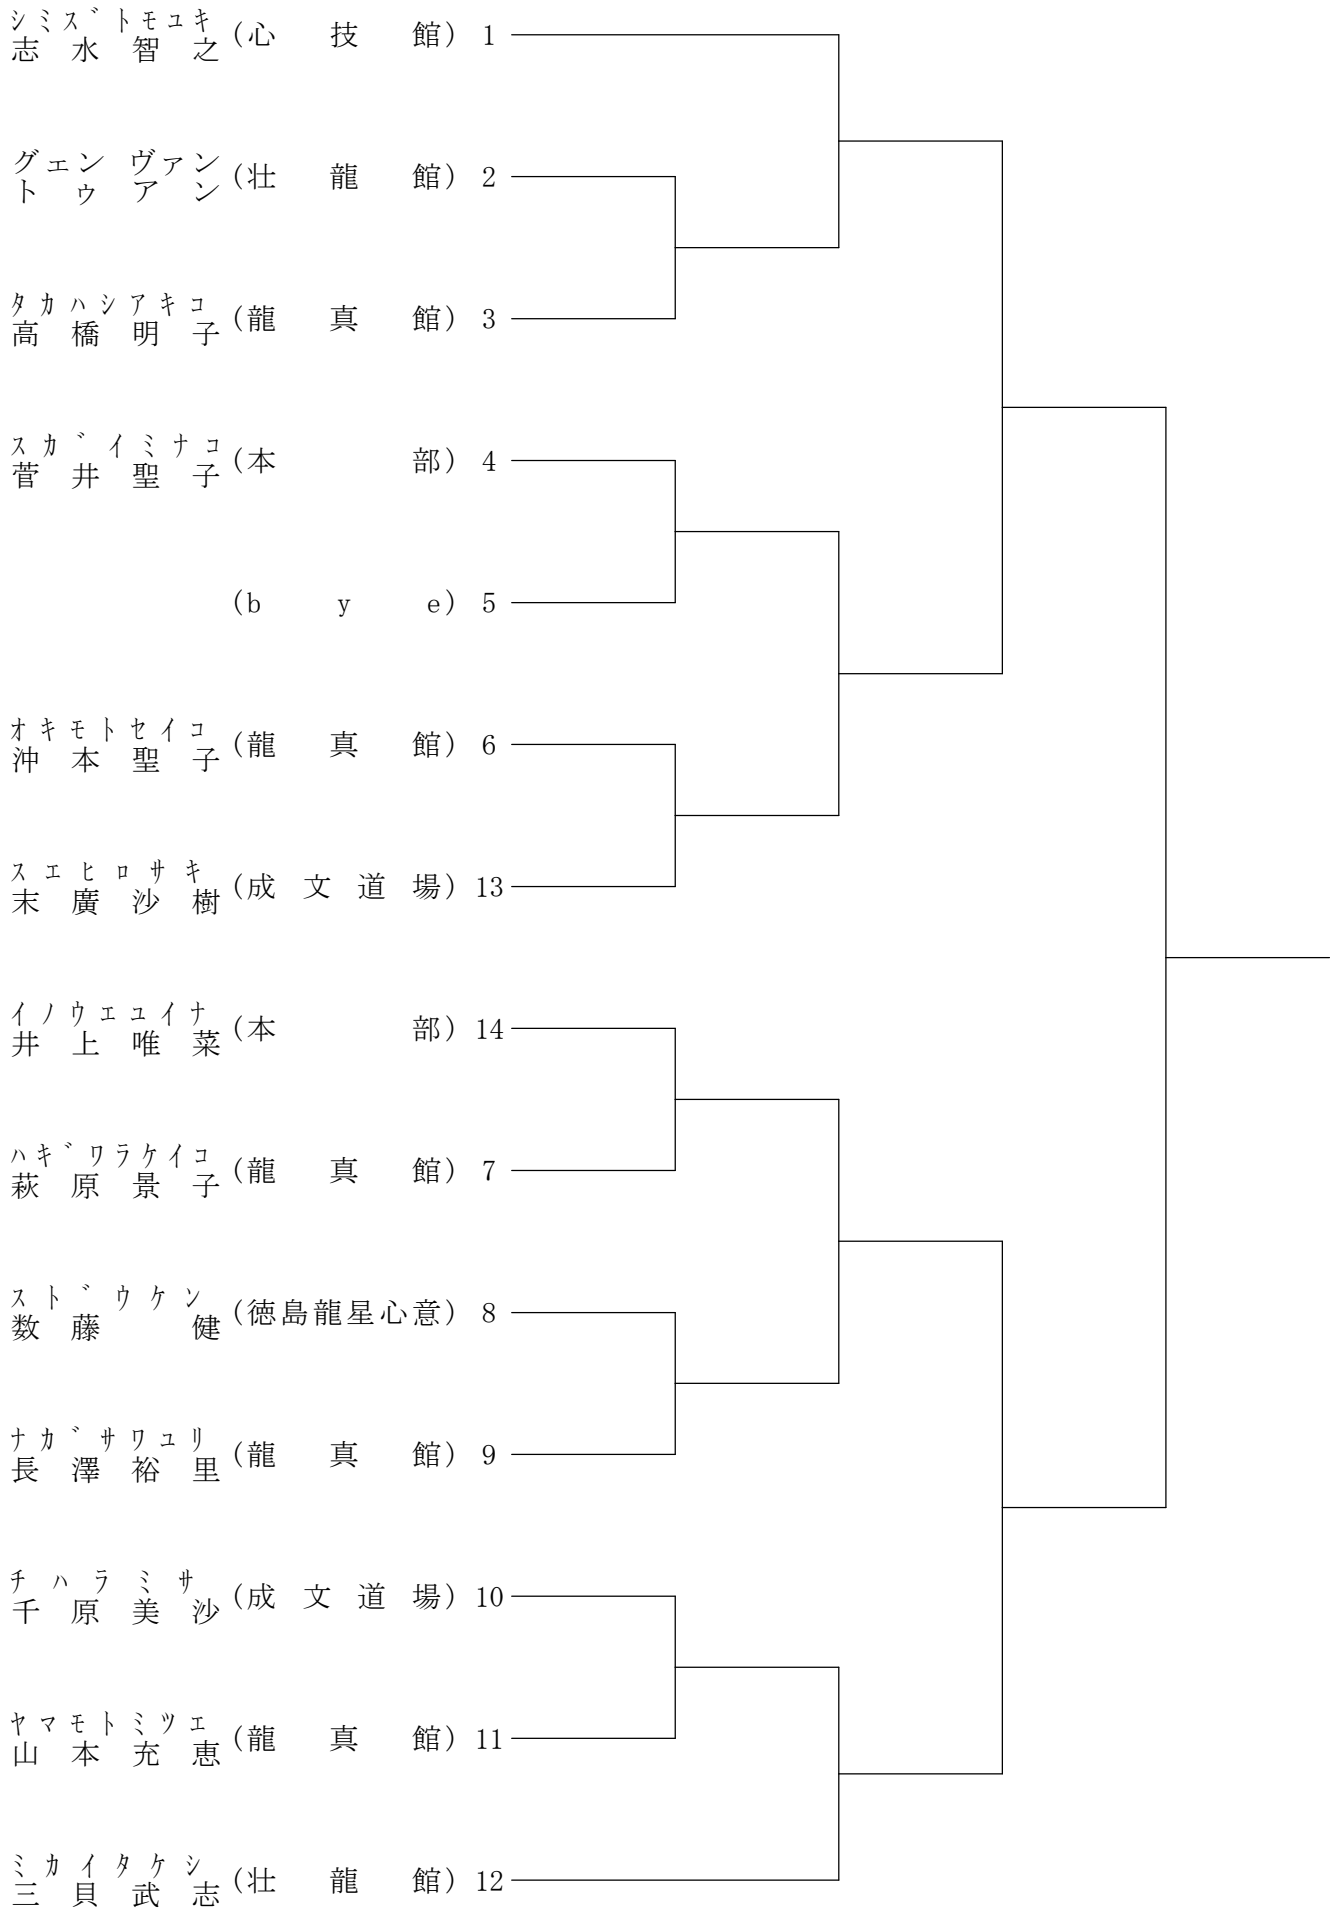 シミズトモユキ
志水智之 (心技館) 1
グェン ヴァン
トゥアン (壮龍館) 2
タカハシアキコ
高橋明子 (龍真館) 3
スガイミナコ
菅井聖子 (本部) 4
(bye) 5
オキモトセイコ
沖本聖子 (龍真館) 6
スエヒロサキ
末廣沙樹 (成文道場) 13
イノウエユイナ
井上唯菜 (本部) 14
ハギワラケイコ
萩原景子 (龍真館) 7
ストウケン
数藤健 (徳島龍星心意) 8
ナガサワユリ
長澤裕里 (龍真館) 9
チハラミサ
千原美沙 (成文道場) 10
ヤマモトミツエ
山本充恵 (龍真館) 11
ミカイタケシ
三貝武志 (壮龍館) 12